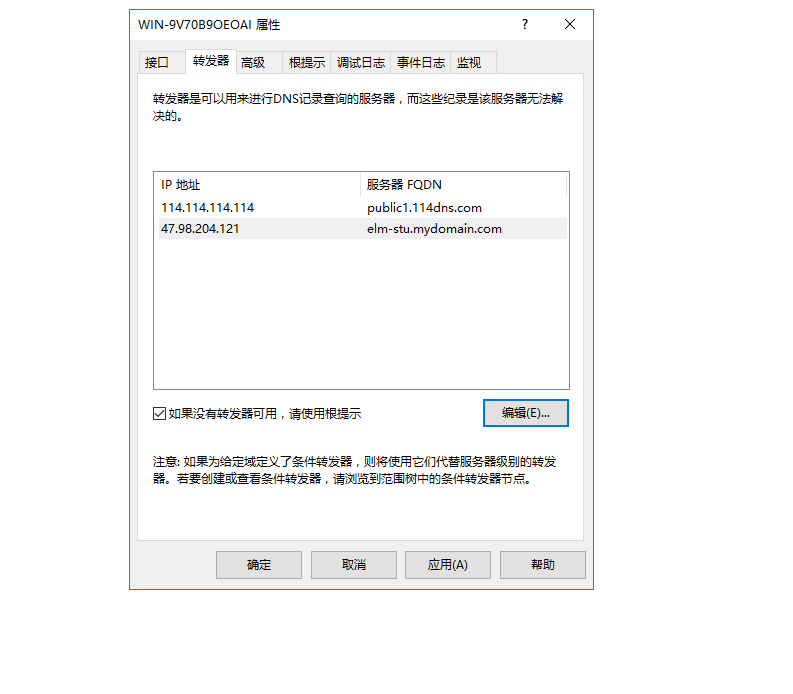 WIN-9V70B9OEOAI 属性
?
接口 转发器 高级 根提示 调试日志 事件日志 监视
转发器是可以用来进行DNS记录查询的服务器，而这些纪录是该服务器无法解
决的。
IP 地址 服务器 FQDN
114.114.114.114 public1.114dns.com
47.98.204.121 elm-stu.mydomain.com
如果没有转发器可用，请使用根提示 编辑(E)...
注意: 如果为给定域定义了条件转发器，则将使用它们代替服务器级别的转发
器。若要创建或查看条件转发器，请浏览到范围树中的条件转发器节点。
确定 取消 应用(A) 帮助